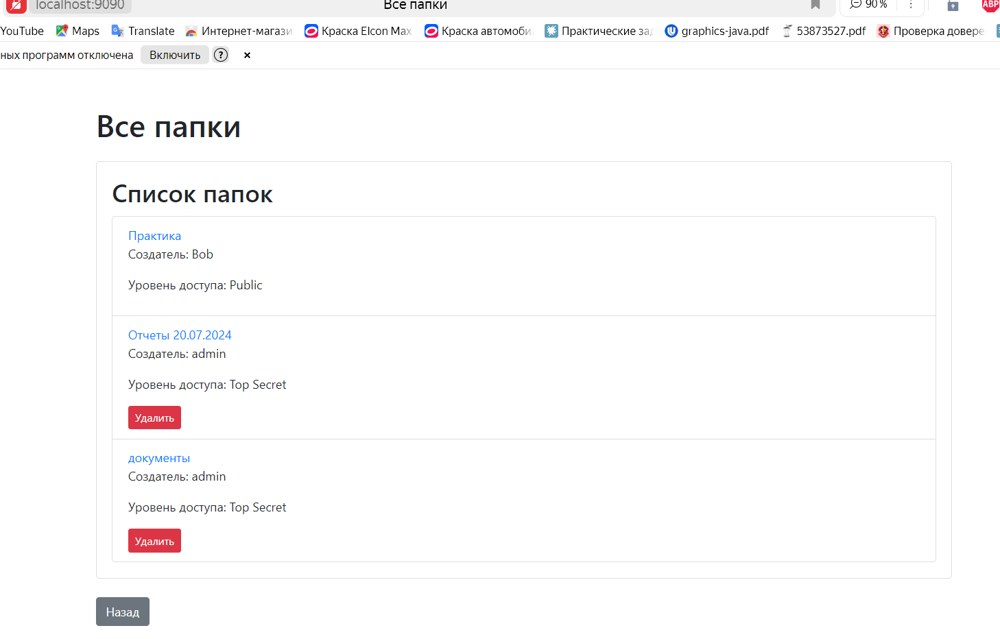 localhost:9090 Все папки 90% ABP
YouTube Maps Translate Интернет-магази Краска Elcon Max Краска автомоби Практические за graphics-java.pdf 53873527.pdf Проверка довере
ных программ отключена Включить ? ×
Все папки
Список папок
Практика
Создатель: Bob
Уровень доступа: Public
Отчеты 20.07.2024
Создатель: admin
Уровень доступа: Top Secret
Удалить
документы
Создатель: admin
Уровень доступа: Top Secret
Удалить
Назад